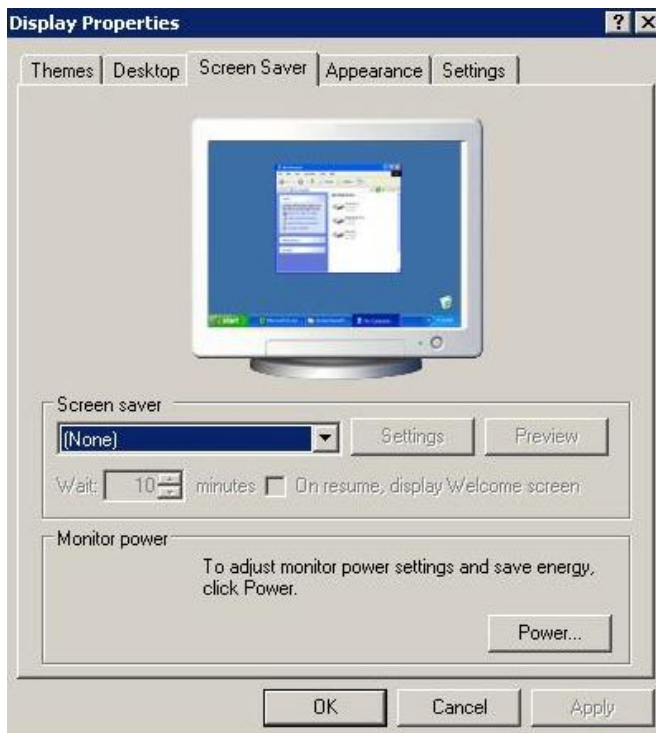 Display Properties
Themes Desktop Screen Saver Appearance Settings
start
Screen saver
(None) Settings Preview
Wait: 10 minutes On resume, display Welcome screen
Monitor power
To adjust monitor power settings and save energy,
click Power.
Power...
OK Cancel Apply